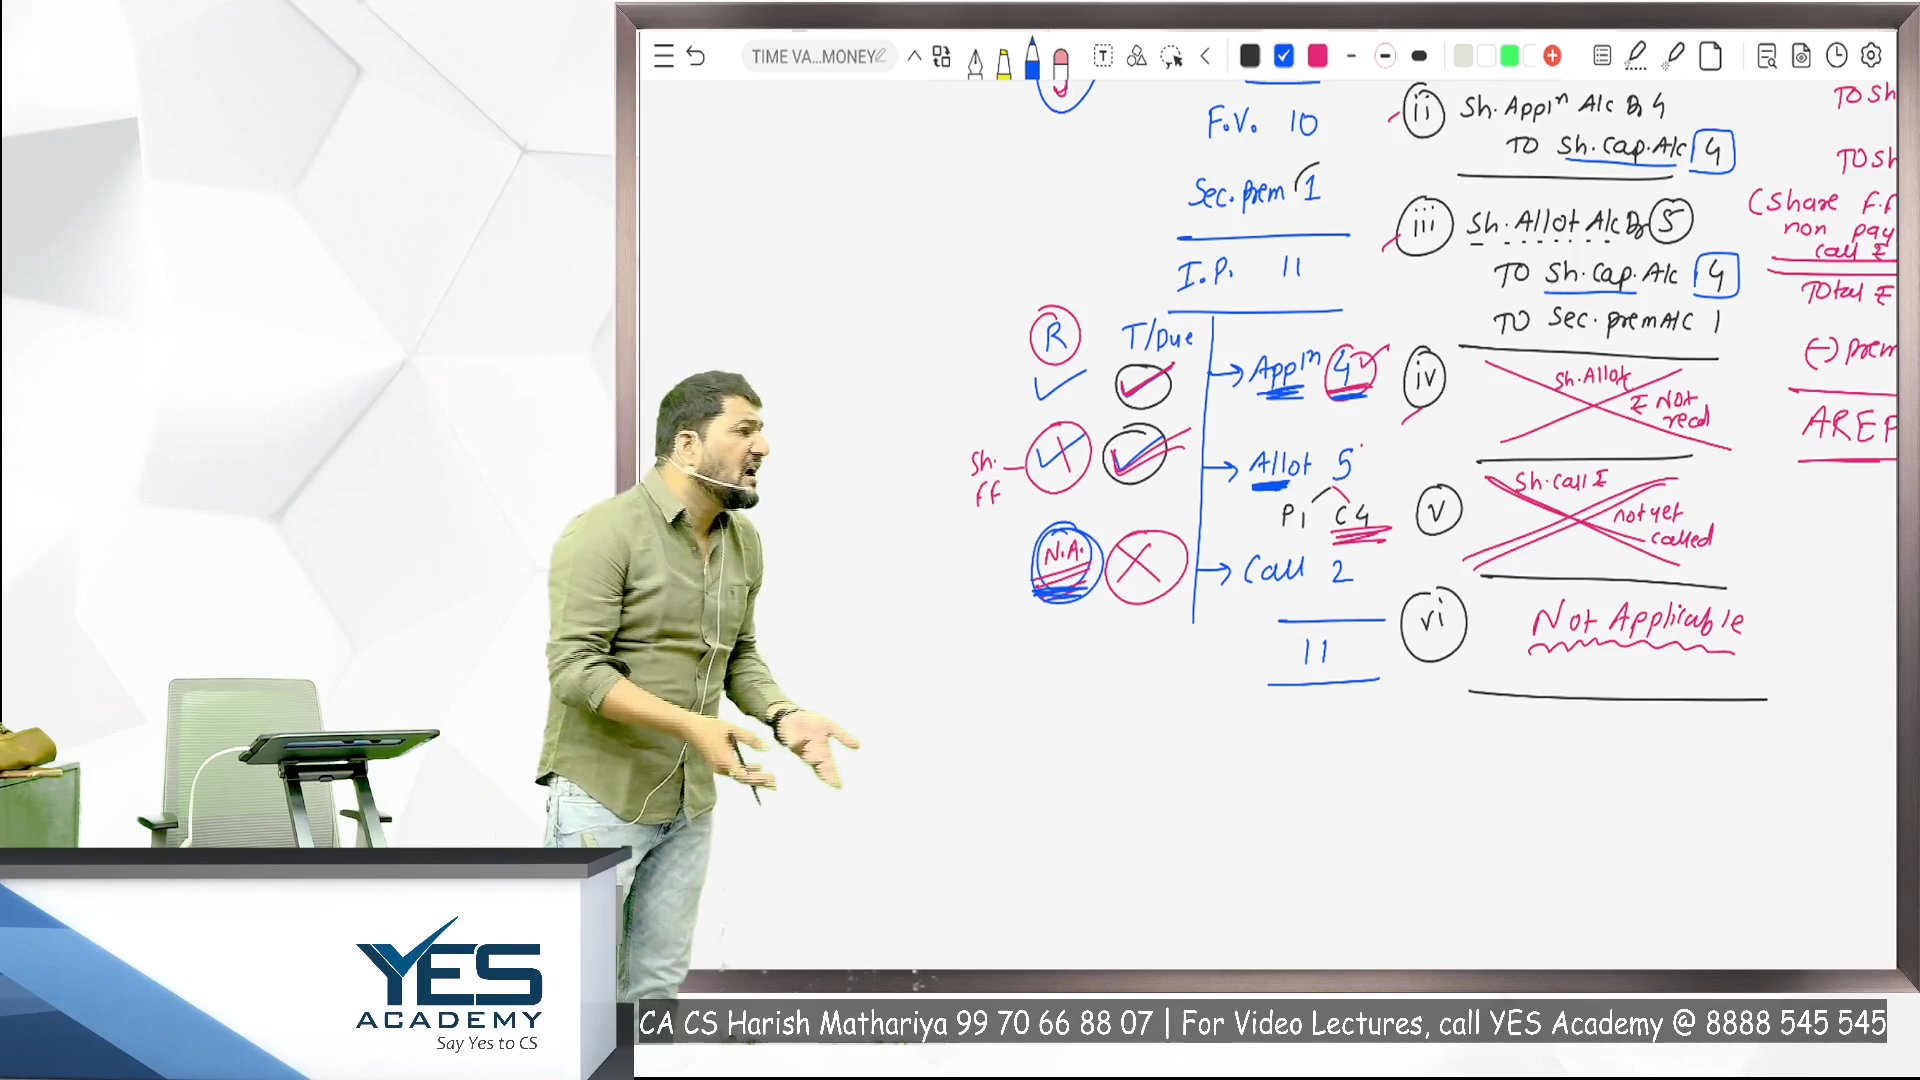 TIME VA...MONEY
F.V. 10
Sec. prem 1
I.P. 11
R T/Due
Appln 4
Sh. ff
Allot 5
P1 C4
N.A.
Call 2
11
ii Sh. Appln A/c Dr 4
TO Sh. Cap. A/c 4
iii Sh. Allot A/c Dr 5
TO Sh. Cap. A/c 4
TO Sec. prem A/c 1
iv Sh. Allot
E Not
recd
v Sh. Call E
not yet
called
vi Not Applicable
TO Sh
TO Sh
(Share F.F
non pay
Call E
Total E
(-) prem
YES
ACADEMY
Say Yes to CS
CA CS Harish Mathariya 99 70 66 88 07 | For Video Lectures, call YES Academy @ 8888 545 545